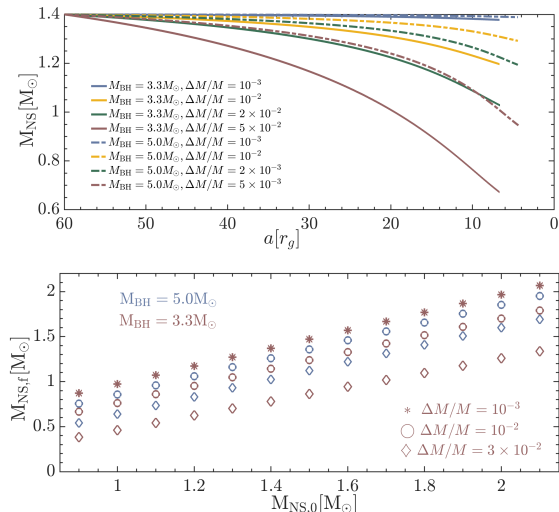 1.4
1.2
1
0.8
0.6
M_NS[M_⊙]
M_BH = 3.3M_⊙, ΔM/M = 10^-3
M_BH = 3.3M_⊙, ΔM/M = 10^-2
M_BH = 3.3M_⊙, ΔM/M = 2 × 10^-2
M_BH = 3.3M_⊙, ΔM/M = 5 × 10^-2
M_BH = 5.0M_⊙, ΔM/M = 10^-3
M_BH = 5.0M_⊙, ΔM/M = 10^-2
M_BH = 5.0M_⊙, ΔM/M = 2 × 10^-3
M_BH = 5.0M_⊙, ΔM/M = 5 × 10^-3
60 50 40 30 20 10 0
a[r_g]
2
1.5
1
0.5
0
M_NS,f[M_⊙]
M_BH = 5.0M_⊙
M_BH = 3.3M_⊙
* ΔM/M = 10^-3
○ ΔM/M = 10^-2
◇ ΔM/M = 3 × 10^-2
1 1.2 1.4 1.6 1.8 2
M_NS,0[M_⊙]